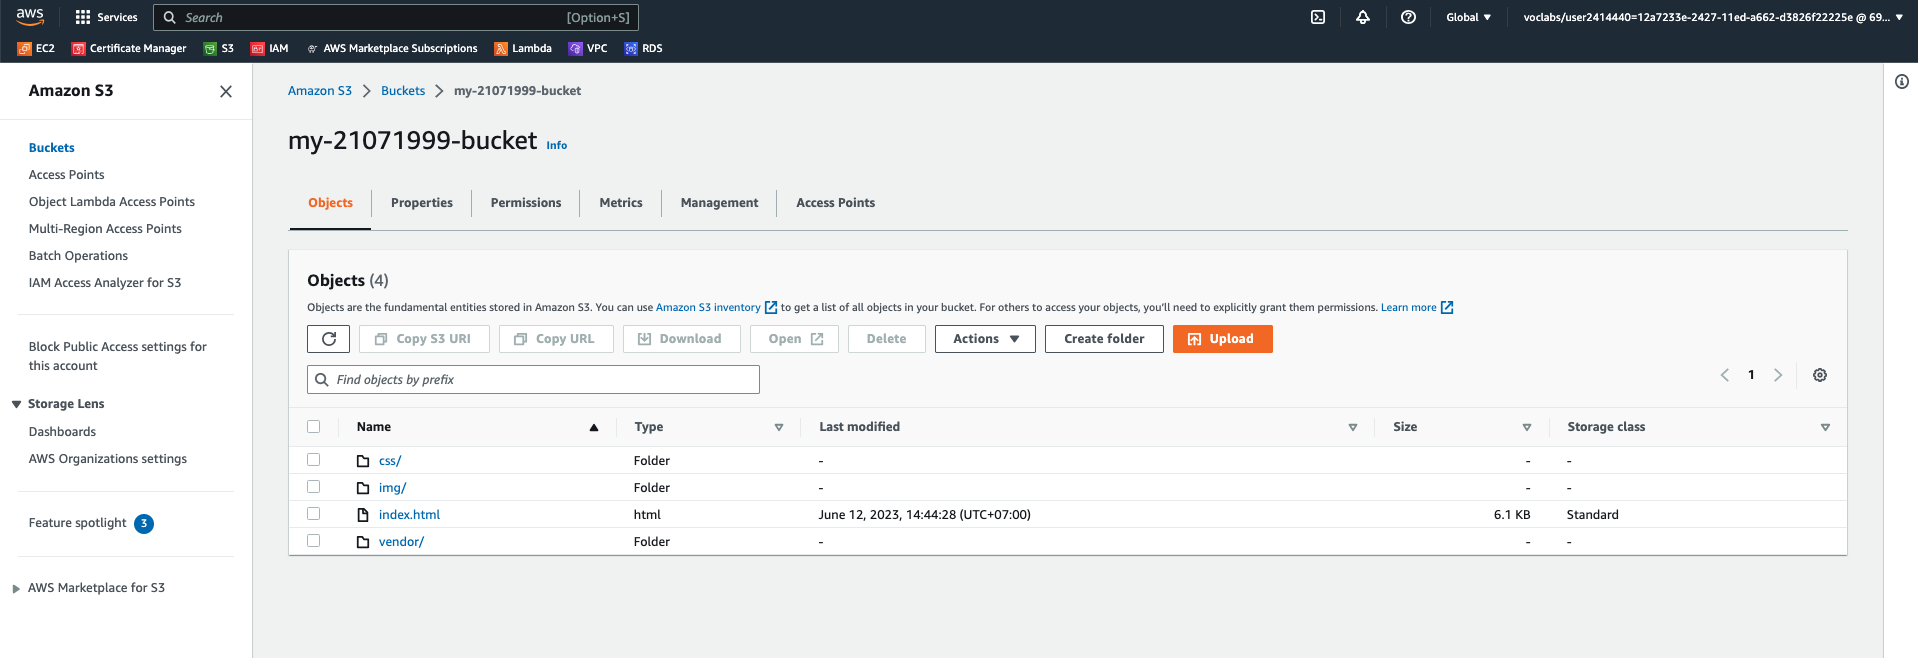 aws Services Search [Option+S] Global voclabs/user2414440=12a7233e-2427-11ed-a662-d3826f22225e @ 69...
EC2 Certificate Manager S3 IAM AWS Marketplace Subscriptions Lambda VPC RDS
Amazon S3
Buckets
Access Points
Object Lambda Access Points
Multi-Region Access Points
Batch Operations
IAM Access Analyzer for S3
Block Public Access settings for
this account
Storage Lens
Dashboards
AWS Organizations settings
Feature spotlight 3
AWS Marketplace for S3
Amazon S3 Buckets my-21071999-bucket
my-21071999-bucket Info
Objects Properties Permissions Metrics Management Access Points
Objects (4)
Objects are the fundamental entities stored in Amazon S3. You can use Amazon S3 inventory to get a list of all objects in your bucket. For others to access your objects, you'll need to explicitly grant them permissions. Learn more
Copy S3 URI Copy URL Download Open Delete Actions Create folder Upload
Find objects by prefix 1
Name Type Last modified Size Storage class
css/ Folder - - -
img/ Folder - - -
index.html html June 12, 2023, 14:44:28 (UTC+07:00) 6.1 KB Standard
vendor/ Folder - - -